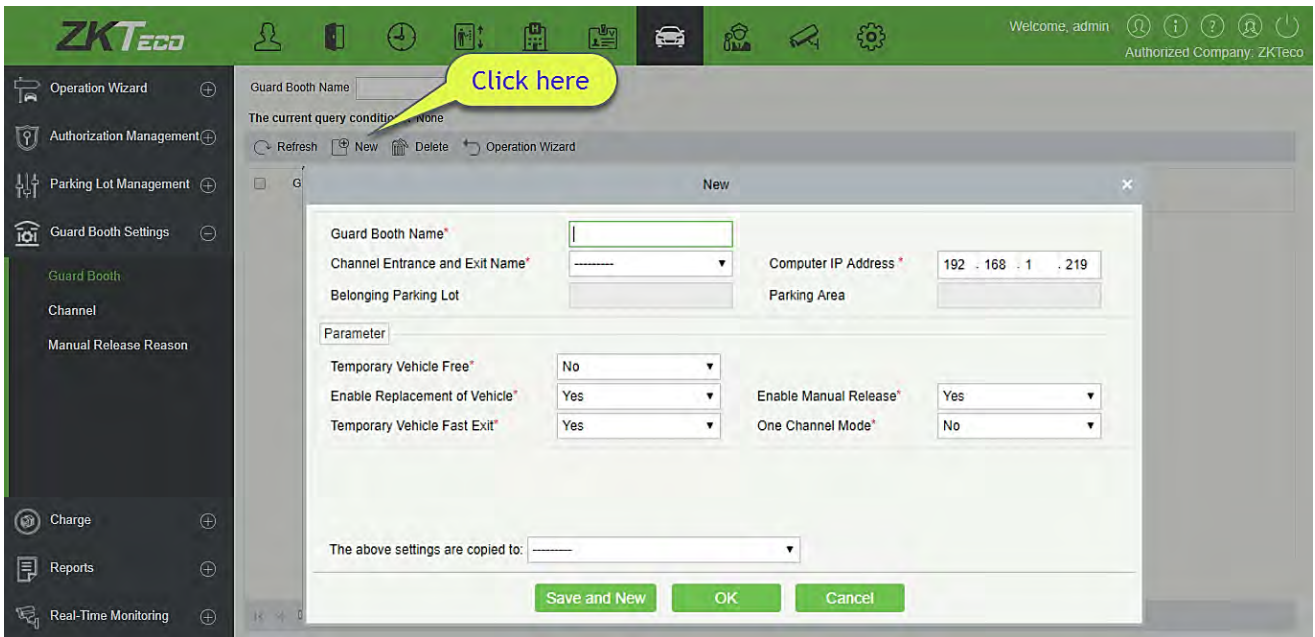 ZKTeco
Welcome, admin
Authorized Company: ZKTeco
Operation Wizard
Authorization Management
Parking Lot Management
Guard Booth Settings
Guard Booth
Channel
Manual Release Reason
Charge
Reports
Real-Time Monitoring
Guard Booth Name
Click here
The current query conditions: None
Refresh New Delete Operation Wizard
G
New
Guard Booth Name*
Channel Entrance and Exit Name* --------- Computer IP Address * 192 . 168 . 1 . 219
Belonging Parking Lot Parking Area
Parameter
Temporary Vehicle Free* No
Enable Replacement of Vehicle* Yes Enable Manual Release* Yes
Temporary Vehicle Fast Exit* Yes One Channel Mode* No
The above settings are copied to: ---------
Save and New OK Cancel